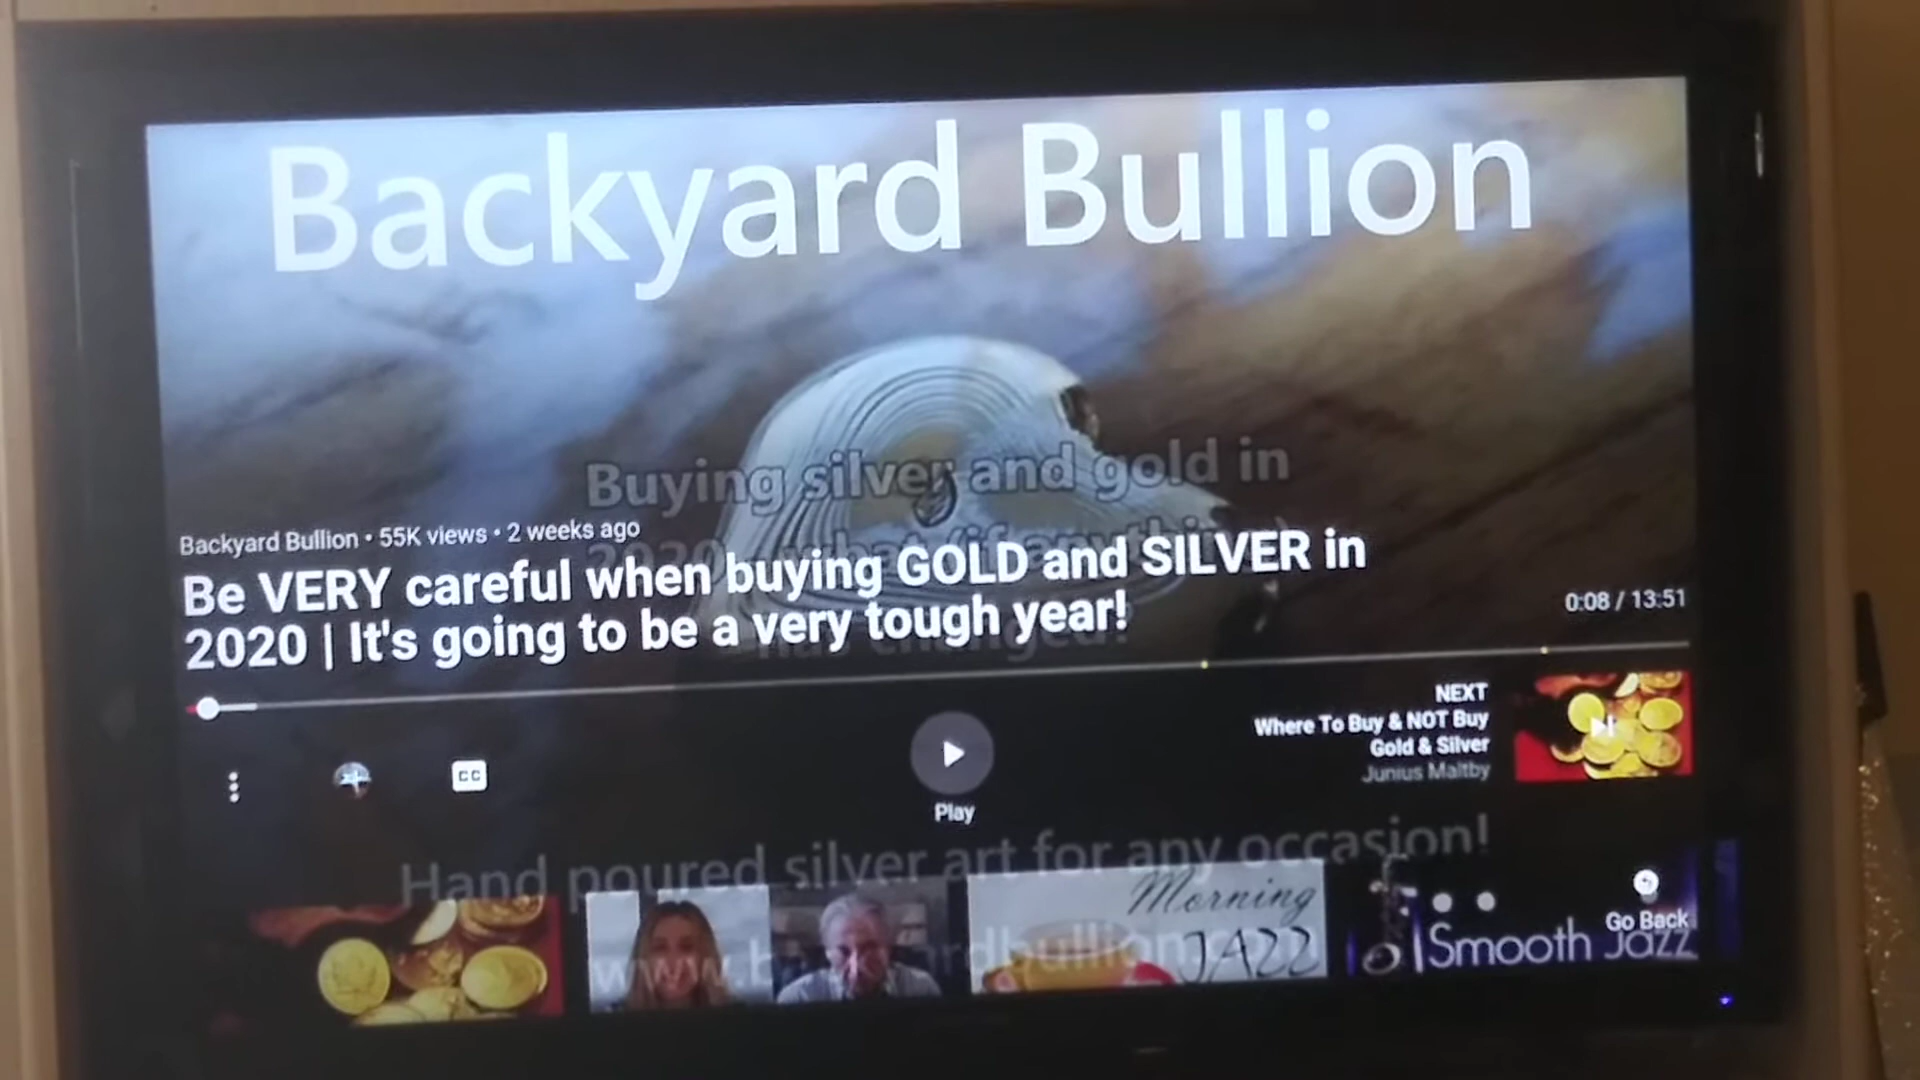 Backyard Bullion
Buying silver and gold in
Backyard Bullion • 55K views • 2 weeks ago
Be VERY careful when buying GOLD and SILVER in
2020 | It's going to be a very tough year!
0:08 / 13:51
NEXT
Where To Buy & NOT Buy
Gold & Silver
Junius Maltby
CC
Play
Hand poured silver art for any occasion!
Morning
JAZZ
Smooth Jazz
Go Back